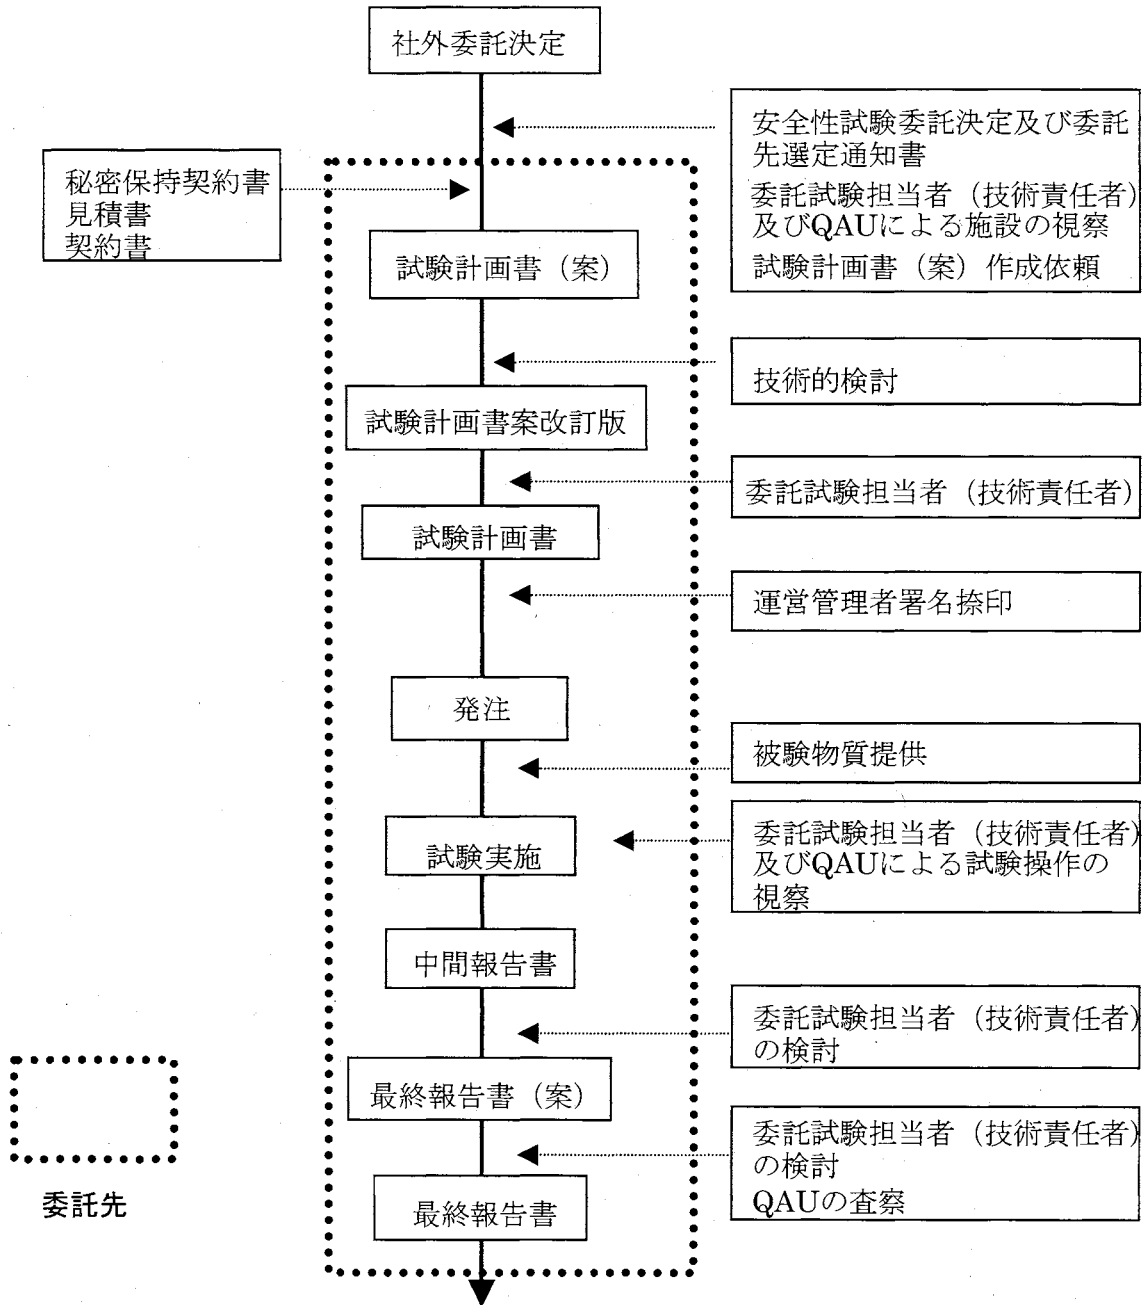 社外委託決定
安全性試験委託決定及び委託
先選定通知書
委託試験担当者（技術責任者）
及びQAUによる施設の視察
試験計画書（案）作成依頼
秘密保持契約書
見積書
契約書
試験計画書（案）
技術的検討
試験計画書案改訂版
委託試験担当者（技術責任者）
試験計画書
運営管理者署名捺印
発注
被験物質提供
試験実施
委託試験担当者（技術責任者）
及びQAUによる試験操作の
視察
中間報告書
委託試験担当者（技術責任者）
の検討
最終報告書（案）
委託試験担当者（技術責任者）
の検討
QAUの査察
最終報告書
委託先